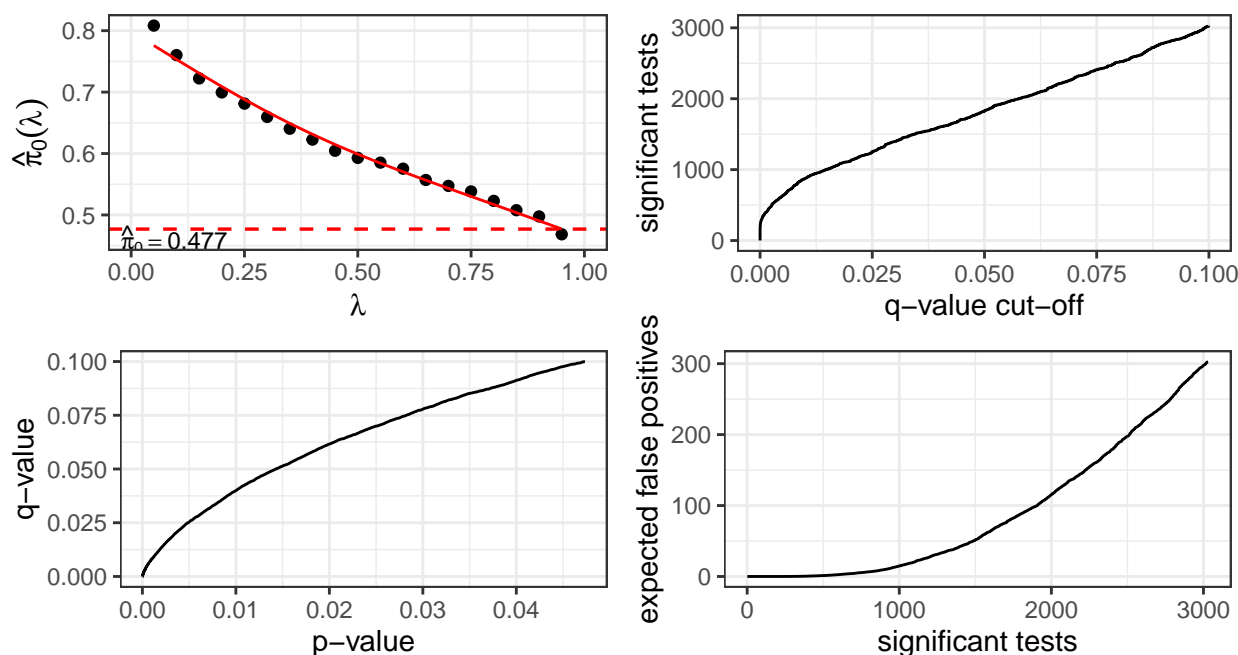 0.8
0.7
0.6
0.5
π̂₀(λ)
π̂₀ = 0.477
0.00 0.25 0.50 0.75 1.00
λ
3000
2000
1000
0
significant tests
0.000 0.025 0.050 0.075 0.100
q−value cut−off
0.100
0.075
0.050
0.025
0.000
q−value
0.00 0.01 0.02 0.03 0.04
p−value
300
200
100
0
expected false positives
0 1000 2000 3000
significant tests